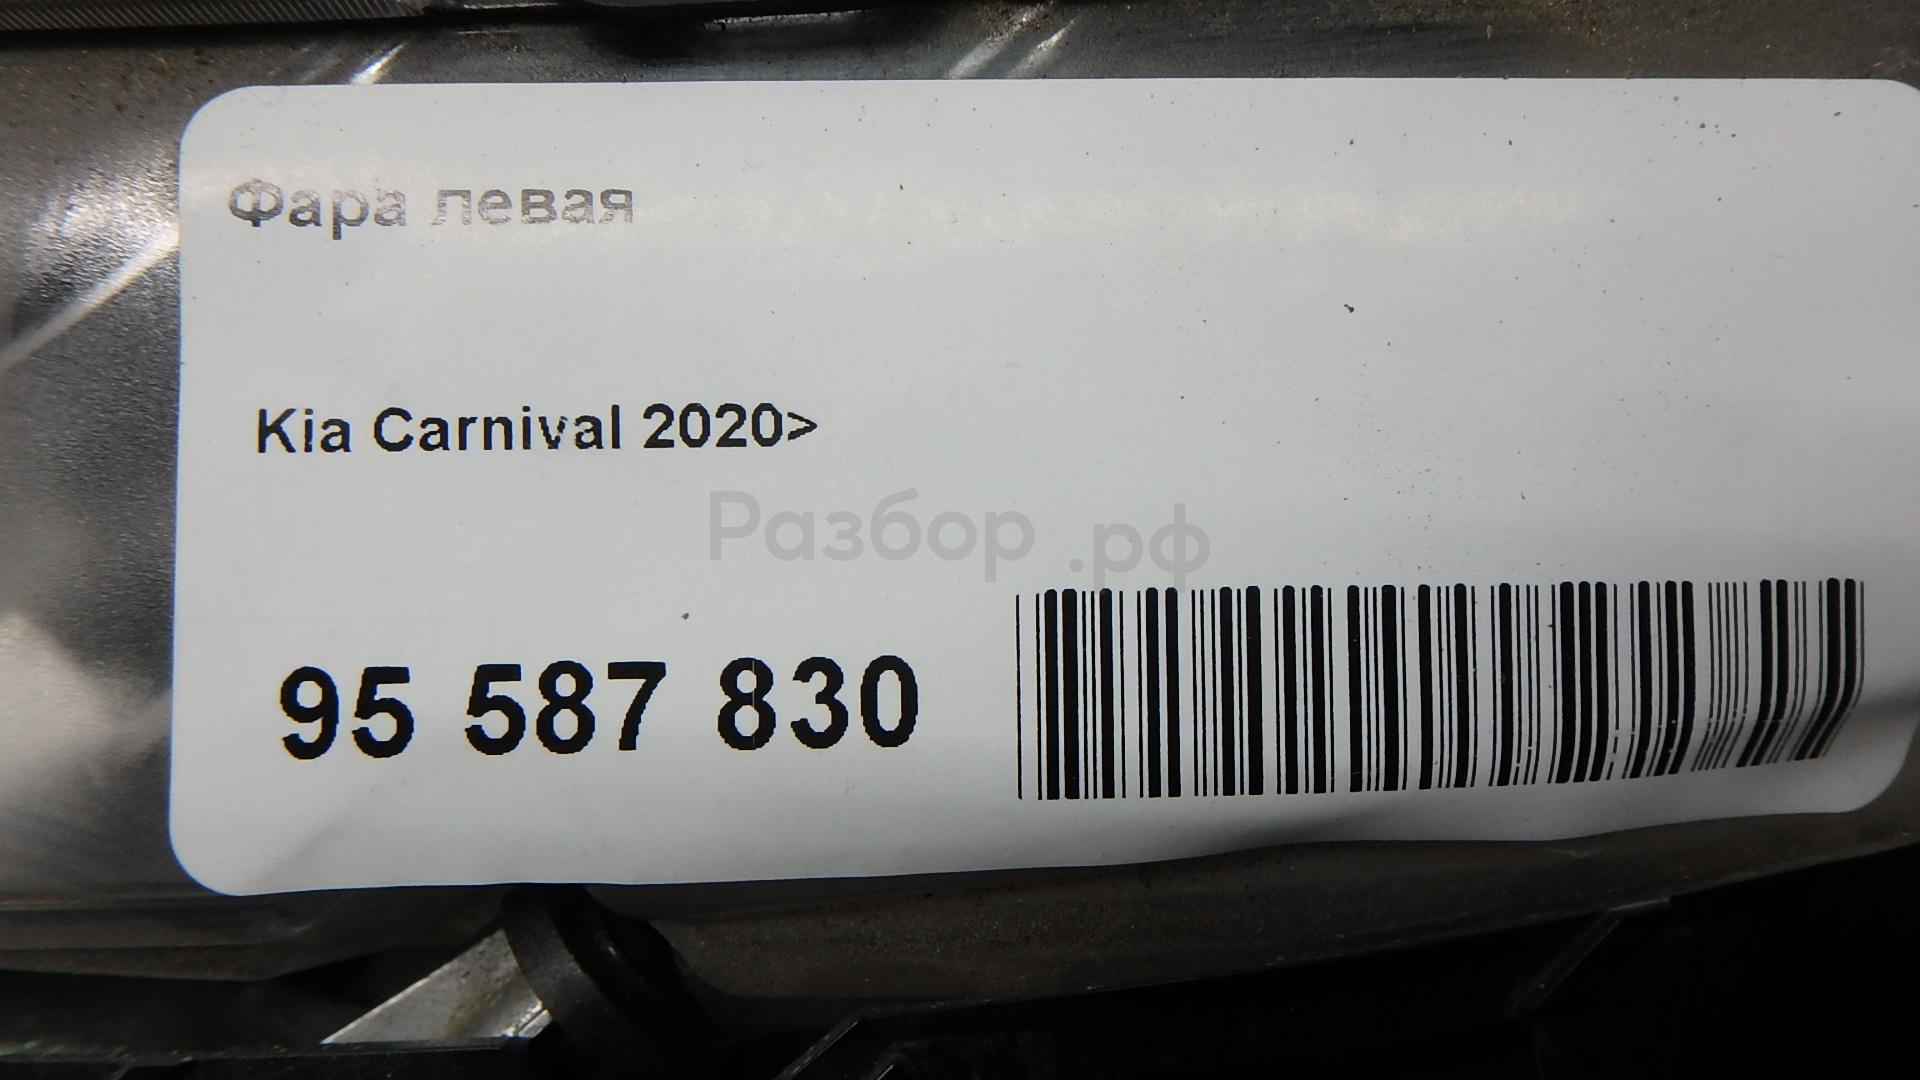 Фара левая
Kia Carnival 2020>
Разбор.рф
95 587 830